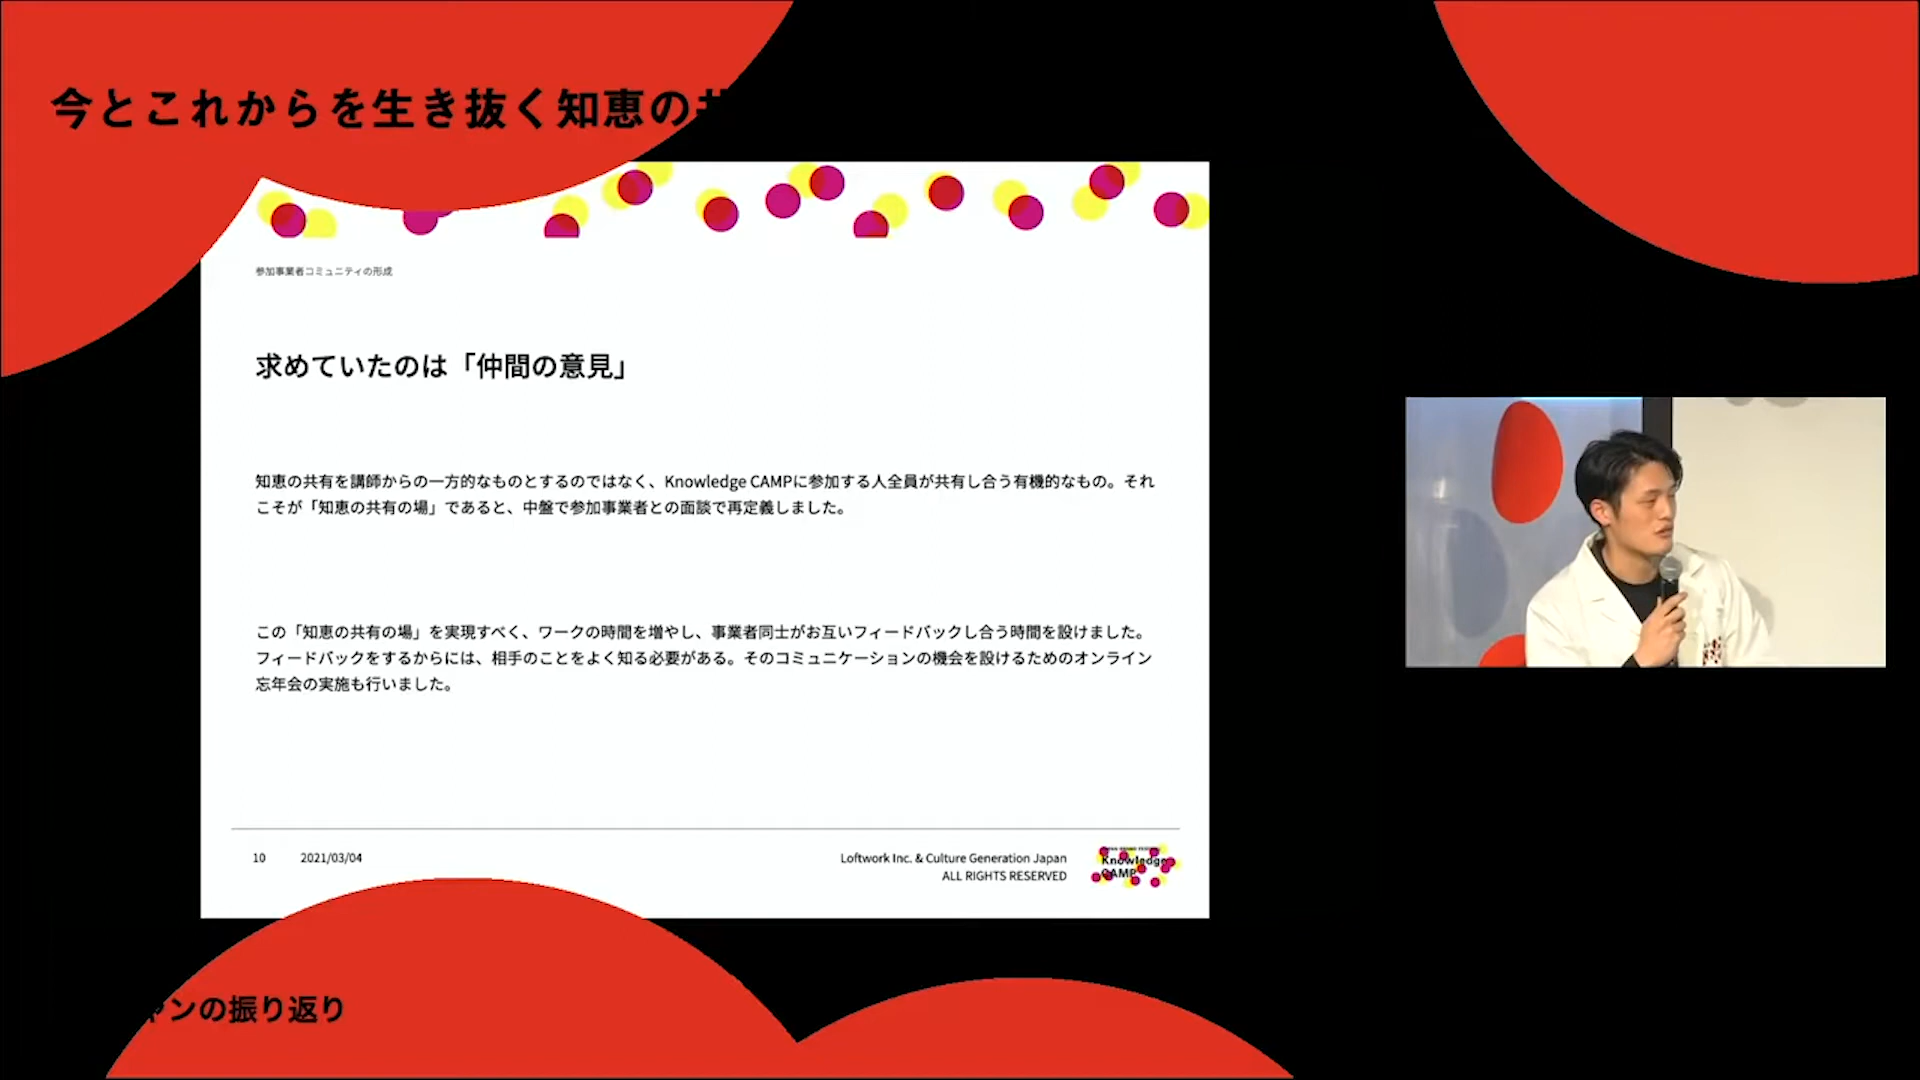 今とこれからを生き抜く知恵の
参加事業者コミュニティの形成
求めていたのは「仲間の意見」
知恵の共有を講師からの一方的なものとするのではなく、Knowledge CAMPに参加する人全員が共有し合う有機的なもの。それ
こそが「知恵の共有の場」であると、中盤で参加事業者との面談で再定義しました。
この「知恵の共有の場」を実現すべく、ワークの時間を増やし、事業者同士がお互いフィードバックし合う時間を設けました。
フィードバックをするからには、相手のことをよく知る必要がある。そのコミュニケーションの機会を設けるためのオンライン
忘年会の実施も行いました。
10 2021/03/04
Loftwork Inc. & Culture Generation Japan
ALL RIGHTS RESERVED
Knowledge
CAMP
ンの振り返り